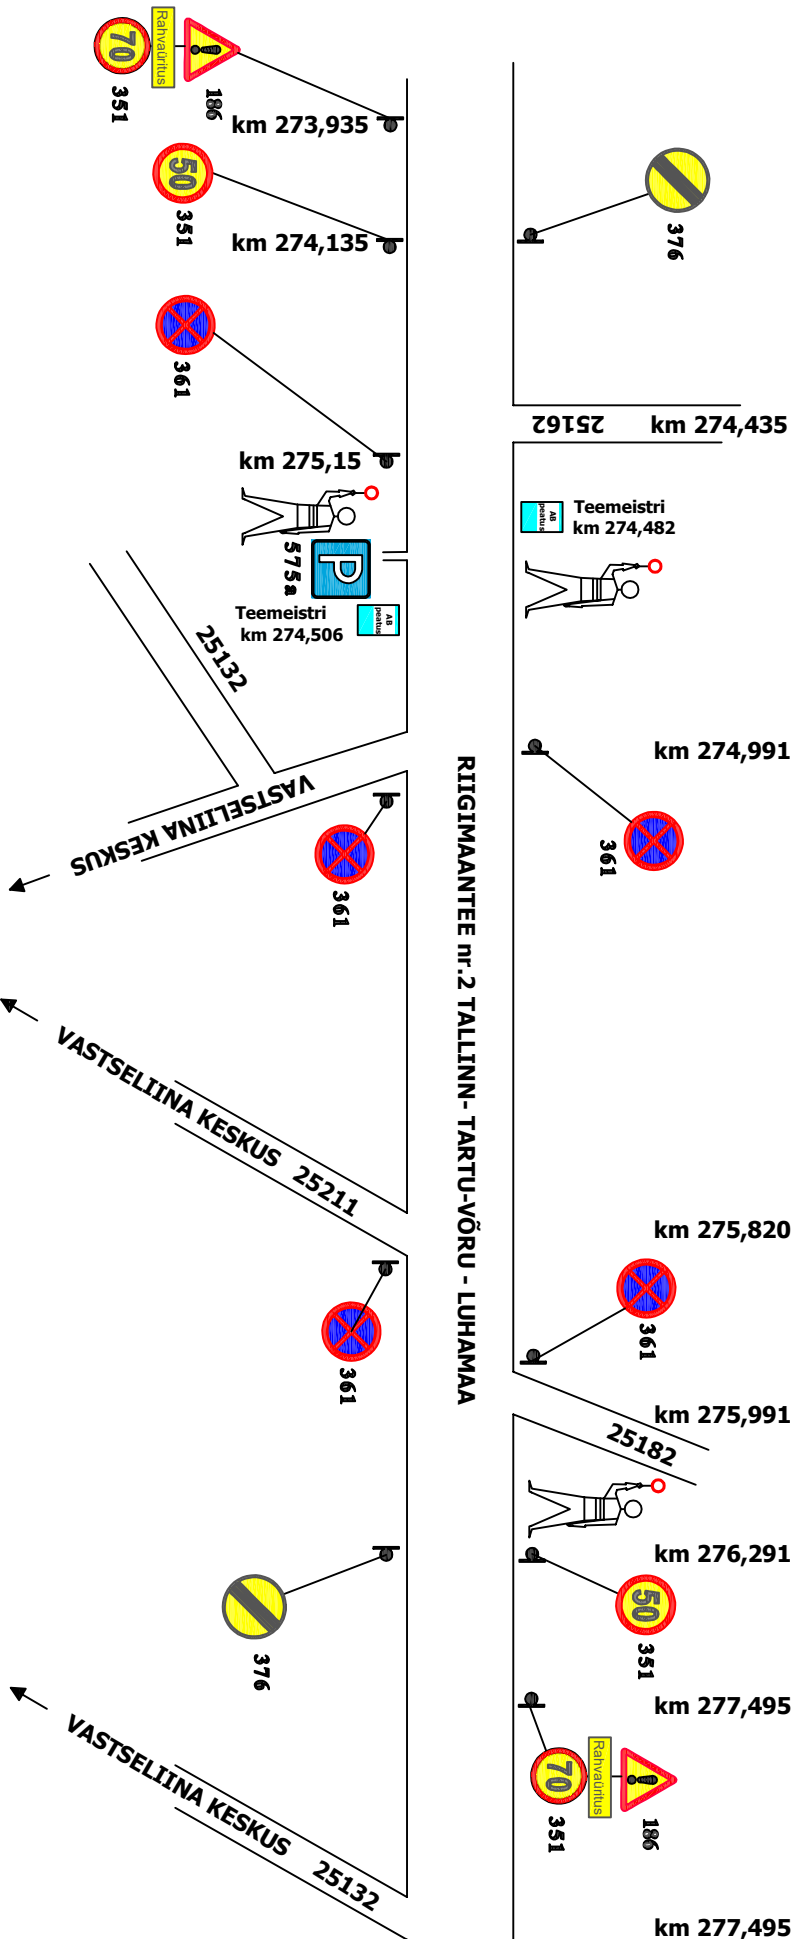 70
351
Rahvaüritus
186
km 273,935
50
351
km 274,135
376
361
25162
km 274,435
km 275,15
AB
peatus
Teemeistri
km 274,482
575a
P
Teemeistri
km 274,506
AB
peatus
25132
km 274,991
361
VASTSELIINA KESKUS
361
RIIGIMAANTEE nr.2 TALLINN- TARTU-VÕRU - LUHAMAA
VASTSELIINA KESKUS 25211
km 275,820
361
361
km 275,991
25182
km 276,291
50
351
376
km 277,495
70
351
Rahvaüritus
186
VASTSELIINA KESKUS 25132
km 277,495